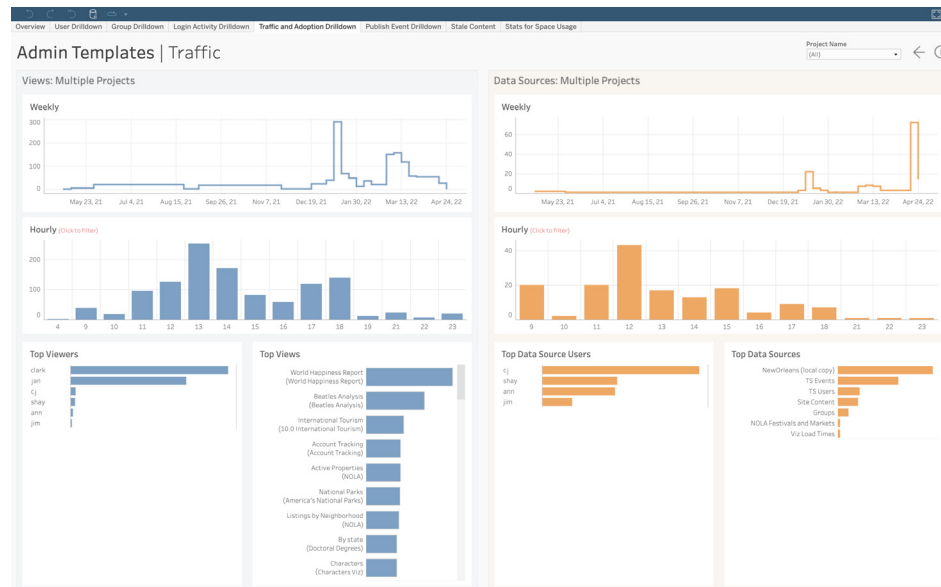 Overview User Drilldown Group Drilldown Login Activity Drilldown Traffic and Adoption Drilldown Publish Event Drilldown Stale Content Stats for Space Usage
Admin Templates | Traffic
Project Name
(All)
Views: Multiple Projects
Weekly
300
200
100
0
May 23, 21 Jul 4, 21 Aug 15, 21 Sep 26, 21 Nov 7, 21 Dec 19, 21 Jan 30, 22 Mar 13, 22 Apr 24, 22
Hourly (Click to filter)
200
100
0
4 9 10 11 12 13 14 15 16 17 18 19 21 22 23
Top Viewers
clark
jan
cj
shay
ann
jim
Top Views
World Happiness Report
(World Happiness Report)
Beatles Analysis
(Beatles Analysis)
International Tourism
(10.0 International Tourism)
Account Tracking
(Account Tracking)
Active Properties
(NOLA)
National Parks
(America's National Parks)
Listings by Neighborhood
(NOLA)
By state
(Doctoral Degrees)
Characters
(Characters Viz)
Data Sources: Multiple Projects
Weekly
60
40
20
0
May 23, 21 Jul 4, 21 Aug 15, 21 Sep 26, 21 Nov 7, 21 Dec 19, 21 Jan 30, 22 Mar 13, 22 Apr 24, 22
Hourly (Click to filter)
40
20
0
9 10 11 12 13 14 15 16 17 18 21 22 23
Top Data Source Users
cj
shay
ann
jim
Top Data Sources
NewOrleans (local copy)
TS Events
TS Users
Site Content
Groups
NOLA Festivals and Markets
Viz Load Times